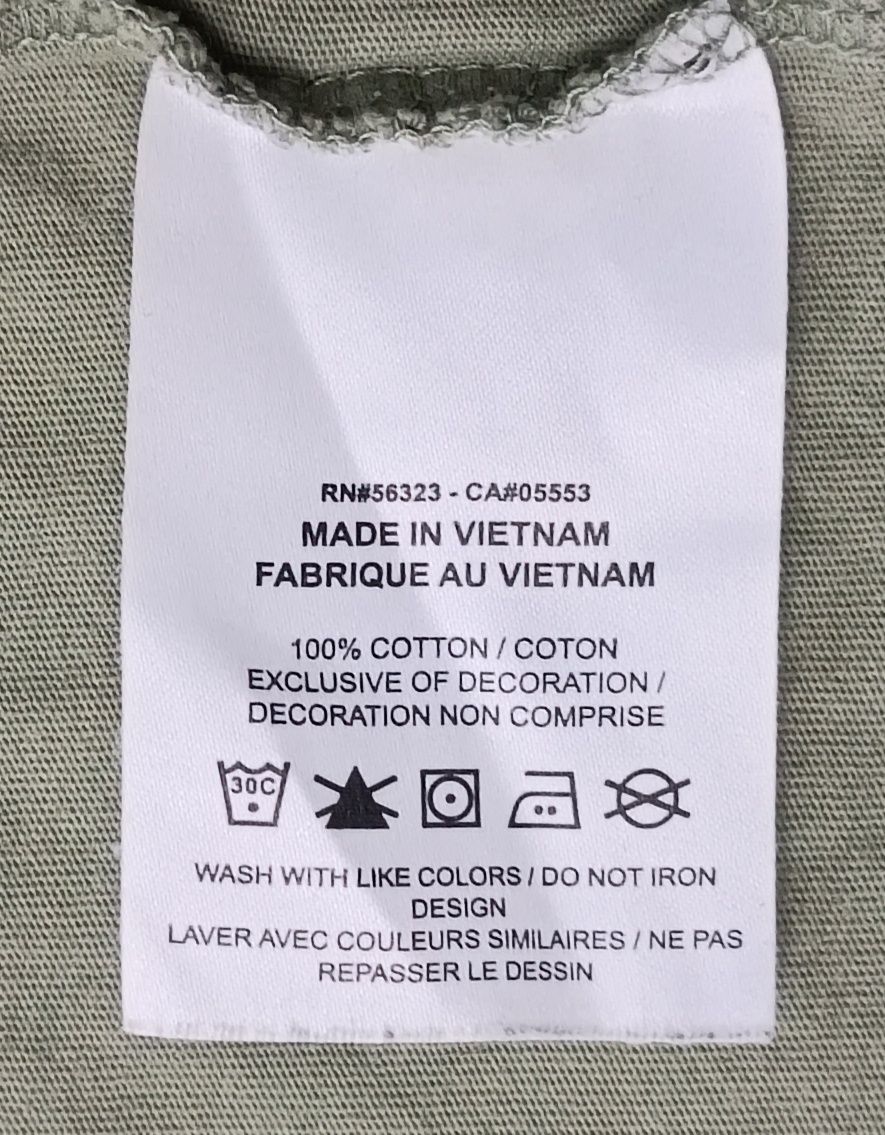 RN#56323 - CA#05553
MADE IN VIETNAM
FABRIQUE AU VIETNAM
100% COTTON / COTON
EXCLUSIVE OF DECORATION /
DECORATION NON COMPRISE
30C
WASH WITH LIKE COLORS / DO NOT IRON
DESIGN
LAVER AVEC COULEURS SIMILAIRES / NE PAS
REPASSER LE DESSIN